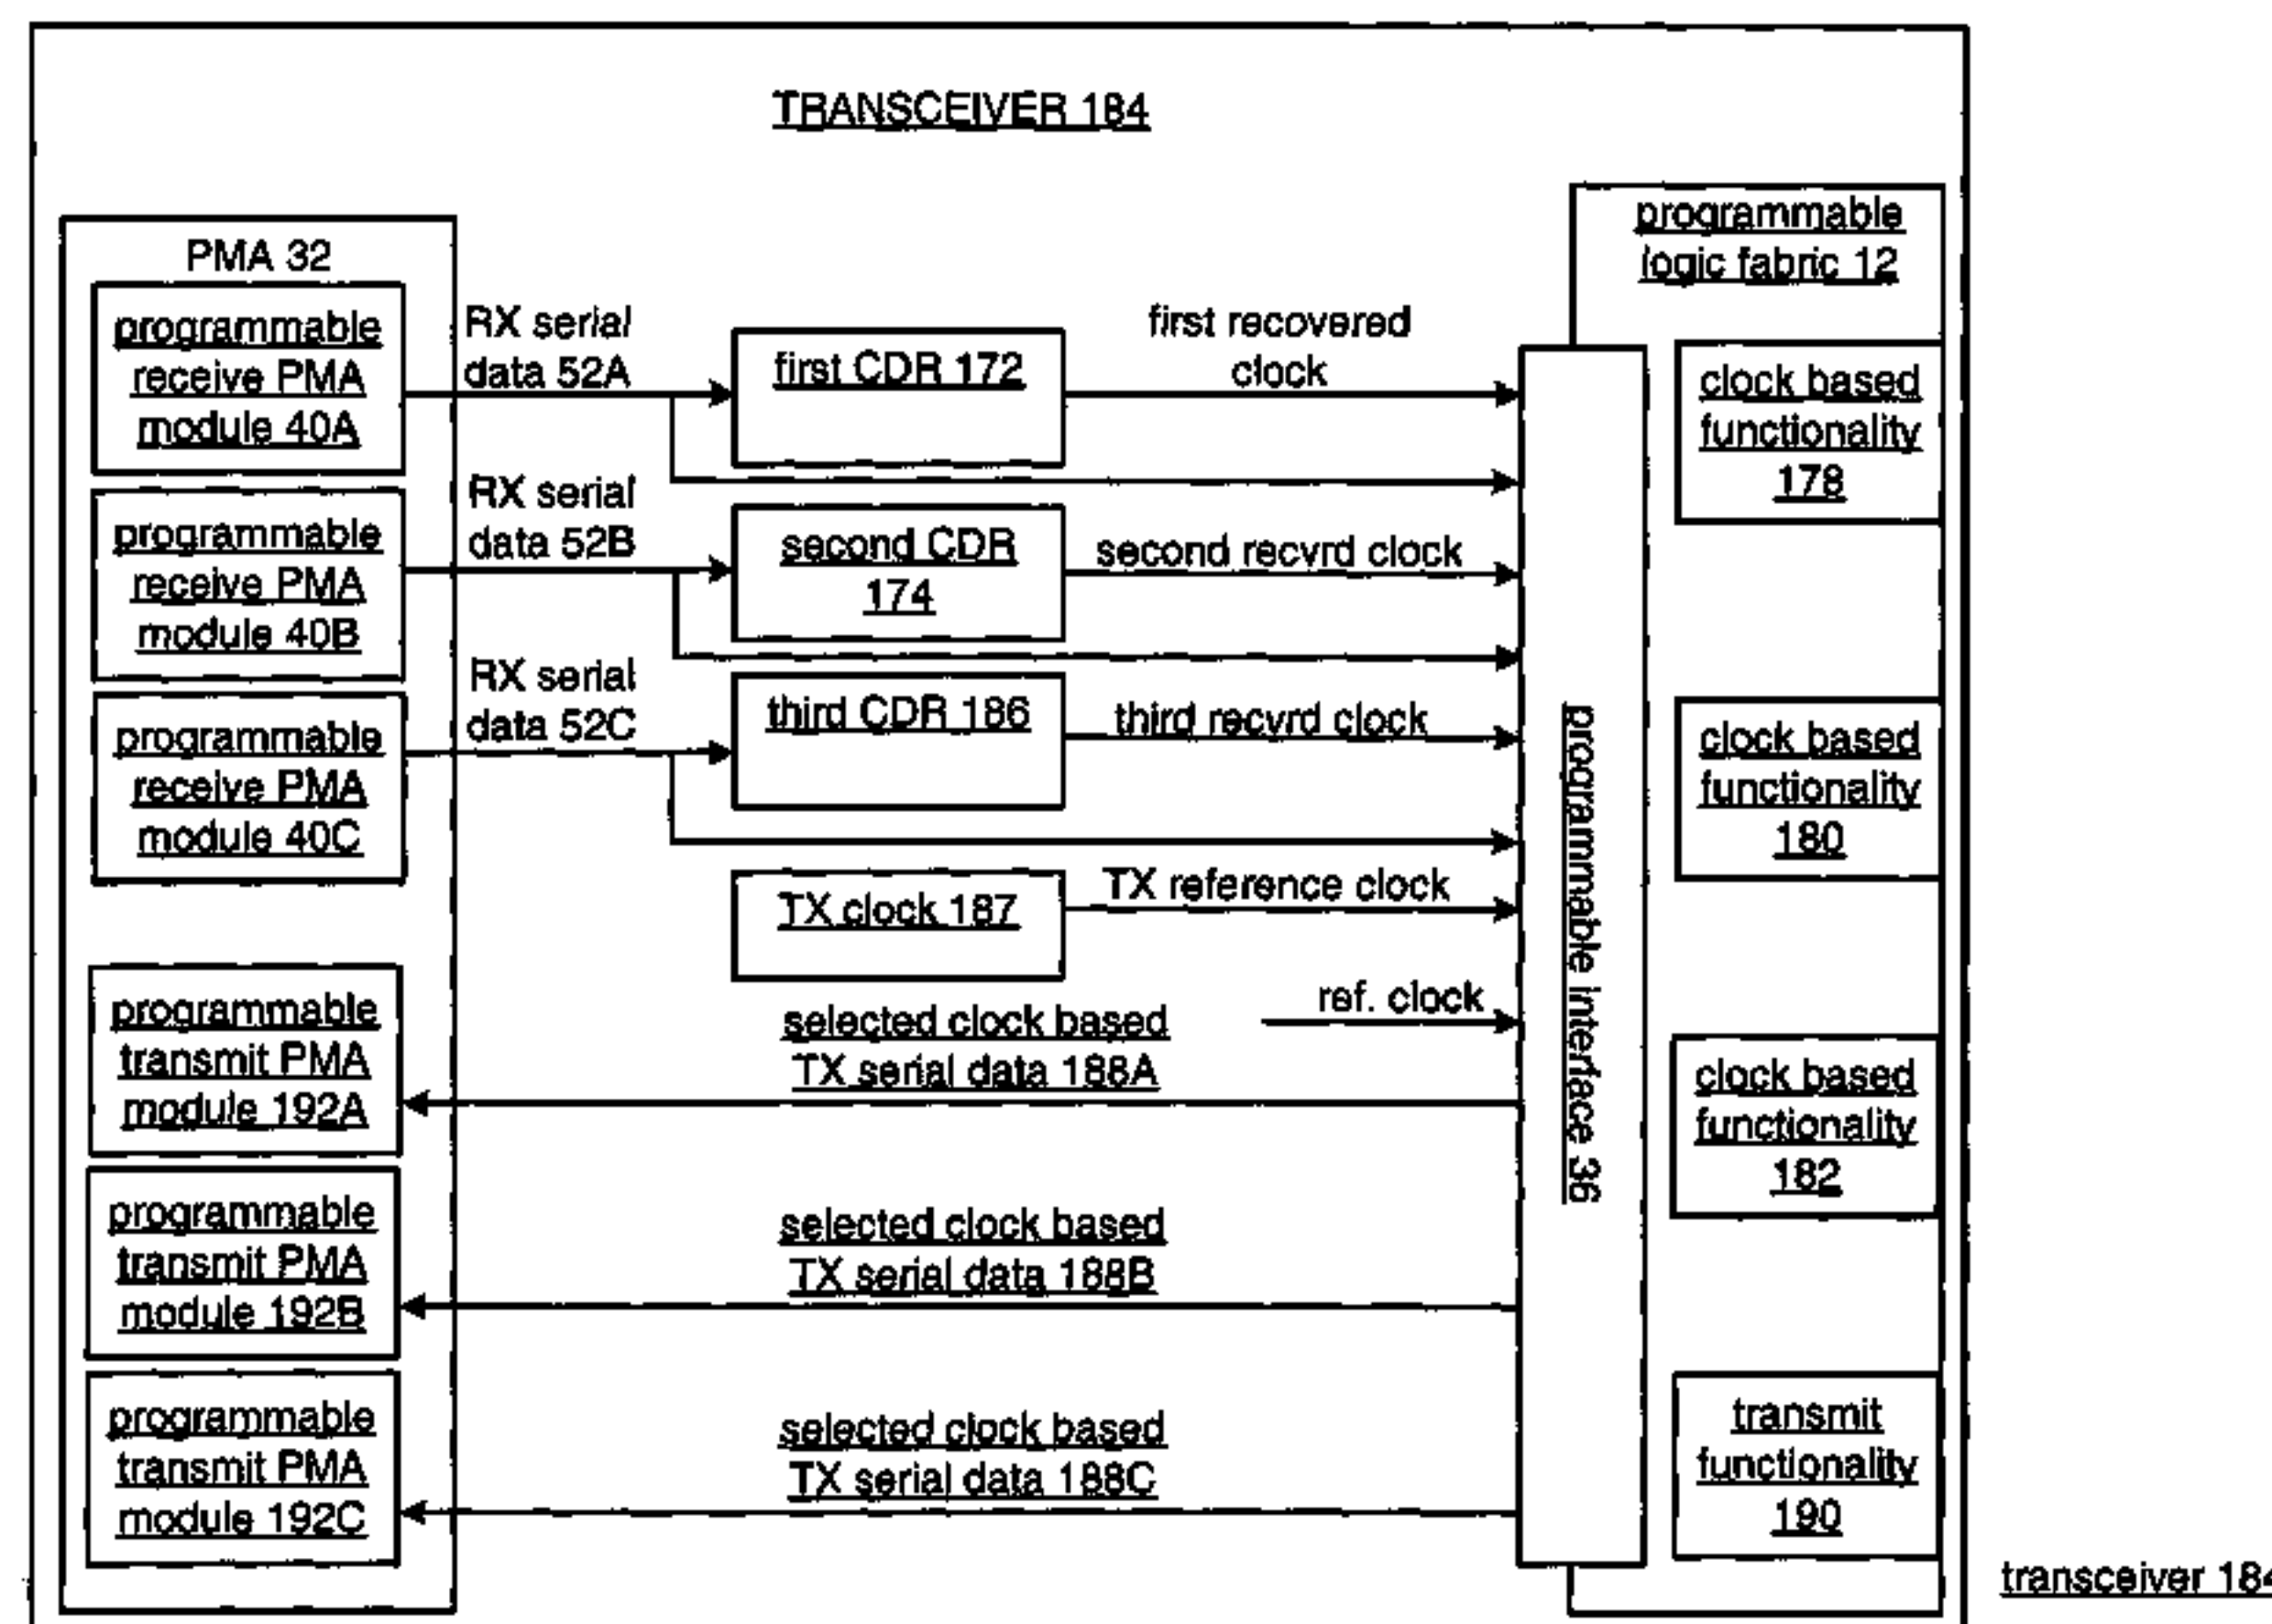 TRANSCEIVER 184
PMA 32
programmable
receive PMA
module 40A
programmable
receive PMA
module 40B
programmable
receive PMA
module 40C
programmable
transmit PMA
module 192A
programmable
transmit PMA
module 192B
programmable
transmit PMA
module 192C
RX serial
data 52A
RX serial
data 52B
RX serial
data 52C
first CDR 172
second CDR
174
third CDR 186
TX clock 187
first recovered
clock
second recvrd clock
third recvrd clock
TX reference clock
ref. clock
selected clock based
TX serial data 188A
selected clock based
TX serial data 188B
selected clock based
TX serial data 188C
programmable interface 36
programmable
logic fabric 12
clock based
functionality
178
clock based
functionality
180
clock based
functionality
182
transmit
functionality
190
transceiver 184